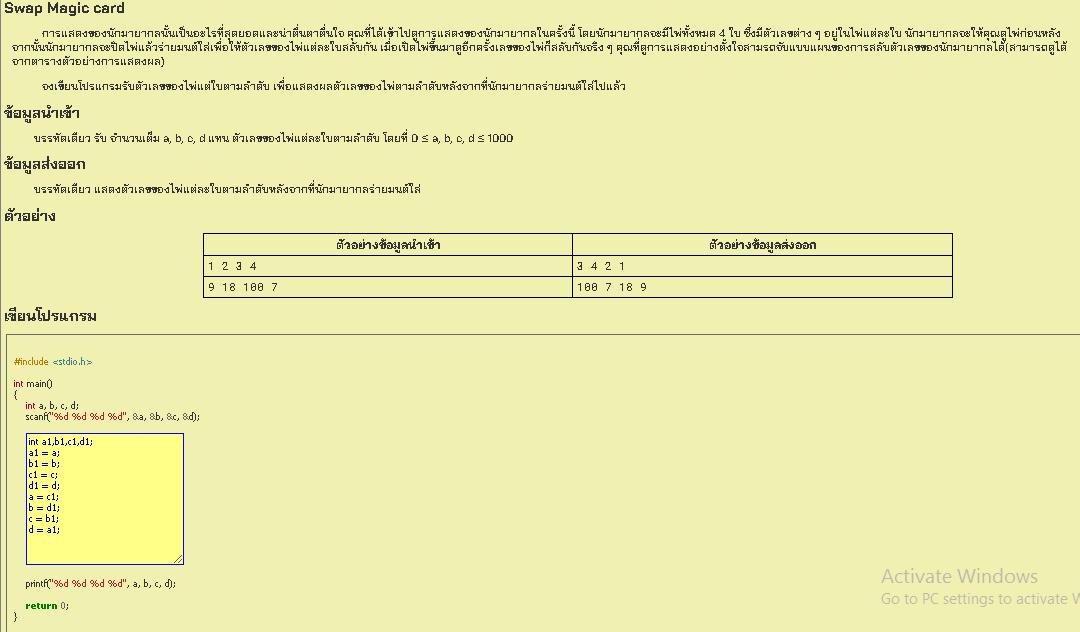 Swap Magic card
การแสดงของนักมายากลนั้นเป็นอะไรที่สุดยอดและน่าตื่นตาตื่นใจ คุณที่ได้เข้าไปดูการแสดงของนักมายากลในครั้งนี้ โดยนักมายากลจะมีไพ่ทั้งหมด 4 ใบ ซึ่งมีตัวเลขต่าง ๆ อยู่ในไพ่แต่ละใบ นักมายากลจะให้คุณดูไพ่ก่อนหลัง
จากนั้นนักมายากลจะปิดไพ่แล้วร่ายมนต์ใส่เพื่อให้ตัวเลขของไพ่แต่ละใบสลับกัน เมื่อเปิดไพ่ขึ้นมาดูอีกครั้งเลขของไพ่ก็สลับกันจริง ๆ คุณที่ดูการแสดงอย่างตั้งใจสามรถจับแบบแผนของการสลับตัวเลขของนักมายากลได้(สามารถดูได้
จากตารางตัวอย่างการแสดงผล)
จงเขียนโปรแกรมรับตัวเลขของไพ่แต่ใบตามลำดับ เพื่อแสดงผลตัวเลขของไพ่ตามลำดับหลังจากที่นักมายากลร่ายมนต์ใส่ไปแล้ว
ข้อมูลนำเข้า
บรรทัดเดียว รับ จำนวนเต็ม a, b, c, d แทน ตัวเลขของไพ่แต่ละใบตามลำดับ โดยที่ 0 ≤ a, b, c, d ≤ 1000
ข้อมูลส่งออก
บรรทัดเดียว แสดงตัวเลขของไพ่แต่ละใบตามลำดับหลังจากที่นักมายากลร่ายมนต์ใส่
ตัวอย่าง
ตัวอย่างข้อมูลนำเข้า ตัวอย่างข้อมูลส่งออก
1 2 3 4 3 4 2 1
9 18 100 7 100 7 18 9
เขียนโปรแกรม
#include <stdio.h>
int main()
{
int a, b, c, d;
scanf("%d %d %d %d", &a, &b, &c, &d);
int a1,b1,c1,d1;
a1 = a;
b1 = b;
c1 = c;
d1 = d;
a = c1;
b = d1;
c = b1;
d = a1;
printf("%d %d %d %d", a, b, c, d);
return 0;
}
Activate Windows
Go to PC settings to activate W